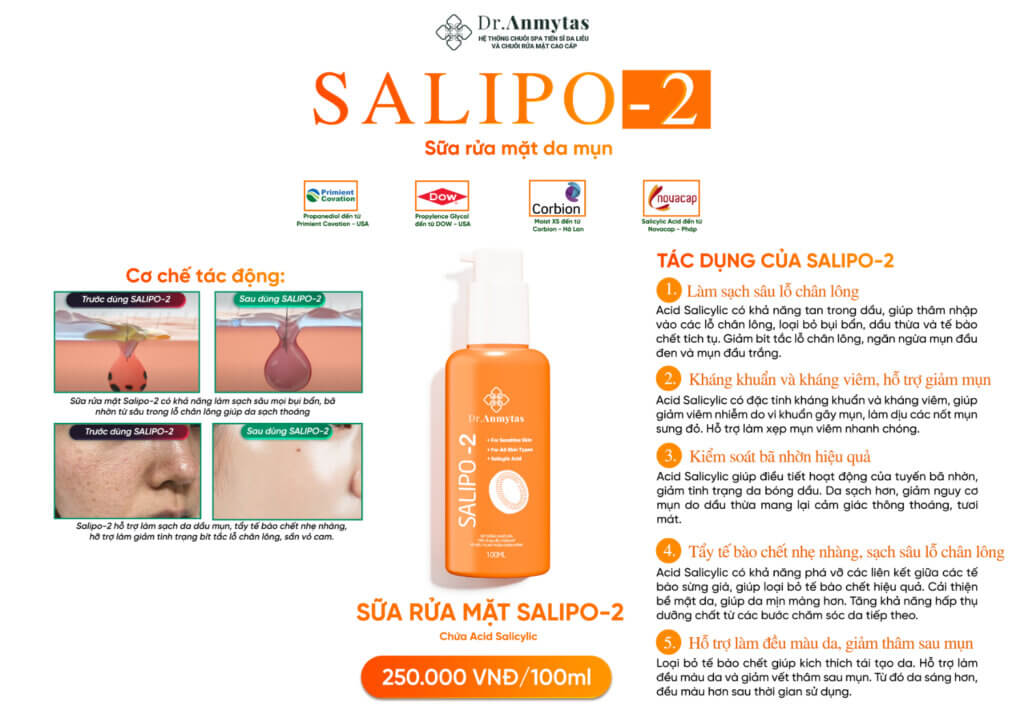 Dr.Anmytas
HỆ THỐNG CHUỖI SPA TIẾN SĨ DA LIỄU
VÀ CHUỖI RỬA MẶT CAO CẤP
SALIPO-2
Sữa rửa mặt da mụn
Primient
Covation
Propanediol đến từ
Primient Covation - USA
DOW
Propylence Glycol
đến từ DOW - USA
Corbion
Moist XS đến từ
Corbion - Hà Lan
novacap
Salicylic Acid đến từ
Novacap - Pháp
Cơ chế tác động:
Trước dùng SALIPO-2
Sau dùng SALIPO-2
Sữa rửa mặt Salipo-2 có khả năng làm sạch sâu mọi bụi bẩn, bã
nhờn từ sâu trong lỗ chân lông giúp da sạch thoáng
Trước dùng SALIPO-2
Sau dùng SALIPO-2
Salipo-2 hỗ trợ làm sạch da dầu mụn, tẩy tế bào chết nhẹ nhàng,
hỡ trợ làm giảm tình trạng bít tắc lỗ chân lông, sần vỏ cam.
Dr.Anmytas
SALIPO -2
+ For Sensitive Skin
+ For All Skin Types
+ Salicylic Acid
100ML
SỮA RỬA MẶT SALIPO-2
Chứa Acid Salicylic
250.000 VNĐ/100ml
TÁC DỤNG CỦA SALIPO-2
1. Làm sạch sâu lỗ chân lông
Acid Salicylic có khả năng tan trong dầu, giúp thâm nhập
vào các lỗ chân lông, loại bỏ bụi bẩn, dầu thừa và tế bào
chết tích tụ. Giảm bít tắc lỗ chân lông, ngăn ngừa mụn đầu
đen và mụn đầu trắng.
2. Kháng khuẩn và kháng viêm, hỗ trợ giảm mụn
Acid Salicylic có đặc tính kháng khuẩn và kháng viêm, giúp
giảm viêm nhiễm do vi khuẩn gây mụn, làm dịu các nốt mụn
sưng đỏ. Hỗ trợ làm xẹp mụn viêm nhanh chóng.
3. Kiểm soát bã nhờn hiệu quả
Acid Salicylic giúp điều tiết hoạt động của tuyến bã nhờn,
giảm tình trạng da bóng dầu. Da sạch hơn, giảm nguy cơ
mụn do dầu thừa mang lại cảm giác thông thoáng, tươi
mát.
4. Tẩy tế bào chết nhẹ nhàng, sạch sâu lỗ chân lông
Acid Salicylic có khả năng phá vỡ các liên kết giữa các tế
bào sừng già, giúp loại bỏ tế bào chết hiệu quả. Cải thiện
bề mặt da, giúp da mịn màng hơn. Tăng khả năng hấp thụ
dưỡng chất từ các bước chăm sóc da tiếp theo.
5. Hỗ trợ làm đều màu da, giảm thâm sau mụn
Loại bỏ tế bào chết giúp kích thích tái tạo da. Hỗ trợ làm
đều màu da và giảm vết thâm sau mụn. Từ đó da sáng hơn,
đều màu hơn sau thời gian sử dụng.